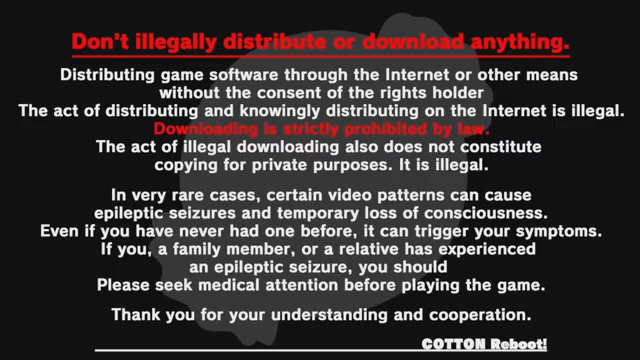 Don't illegally distribute or download anything.
Distributing game software through the Internet or other means
without the consent of the rights holder
The act of distributing and knowingly distributing on the Internet is illegal.
Downloading is strictly prohibited by law.
The act of illegal downloading also does not constitute
copying for private purposes. It is illegal.
In very rare cases, certain video patterns can cause
epileptic seizures and temporary loss of consciousness.
Even if you have never had one before, it can trigger your symptoms.
If you, a family member, or a relative has experienced
an epileptic seizure, you should
Please seek medical attention before playing the game.
Thank you for your understanding and cooperation.
COTTON Reboot!